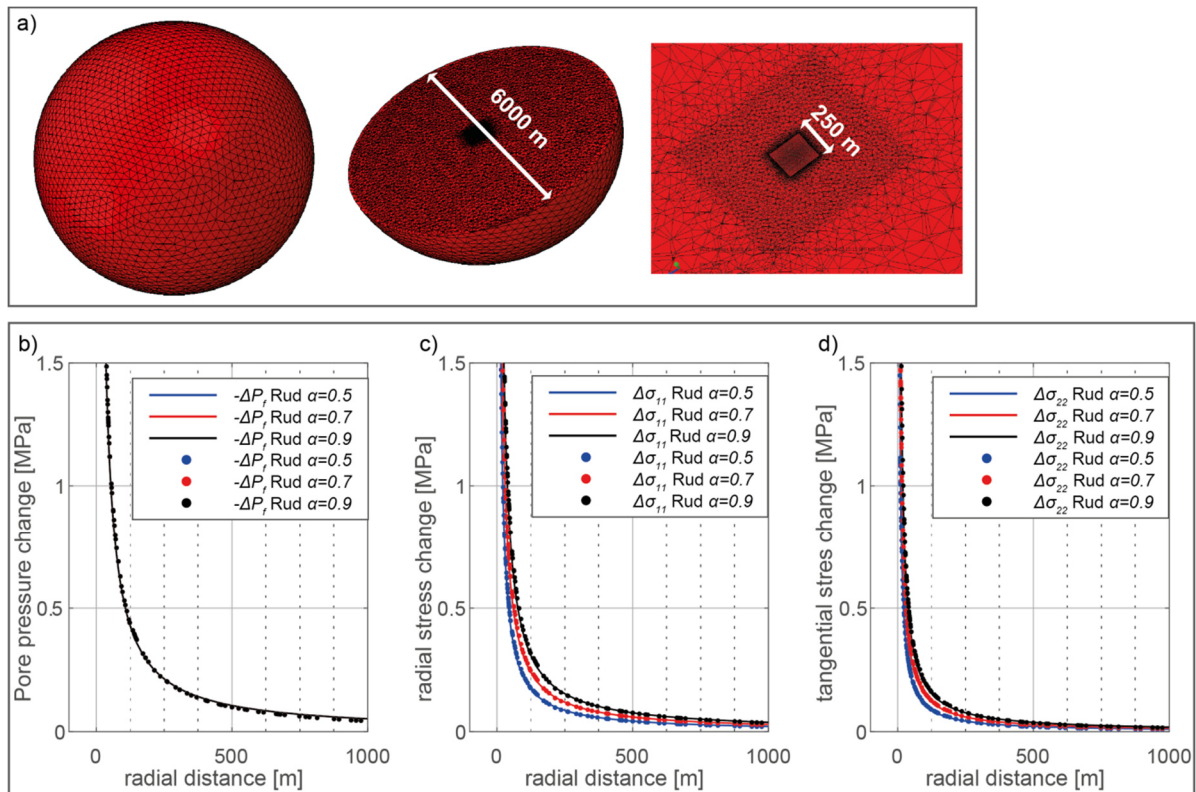 a)
6000 m
250 m
b)
1.5
1
0.5
0
Pore pressure change [MPa]
-ΔP_f Rud α=0.5
-ΔP_f Rud α=0.7
-ΔP_f Rud α=0.9
-ΔP_f Rud α=0.5
-ΔP_f Rud α=0.7
-ΔP_f Rud α=0.9
0 500 1000
radial distance [m]
c)
1.5
1
0.5
0
radial stress change [MPa]
Δσ_11 Rud α=0.5
Δσ_11 Rud α=0.7
Δσ_11 Rud α=0.9
Δσ_11 Rud α=0.5
Δσ_11 Rud α=0.7
Δσ_11 Rud α=0.9
0 500 1000
radial distance [m]
d)
1.5
1
0.5
0
tangential stres change [MPa]
Δσ_22 Rud α=0.5
Δσ_22 Rud α=0.7
Δσ_22 Rud α=0.9
Δσ_22 Rud α=0.5
Δσ_22 Rud α=0.7
Δσ_22 Rud α=0.9
0 500 1000
radial distance [m]